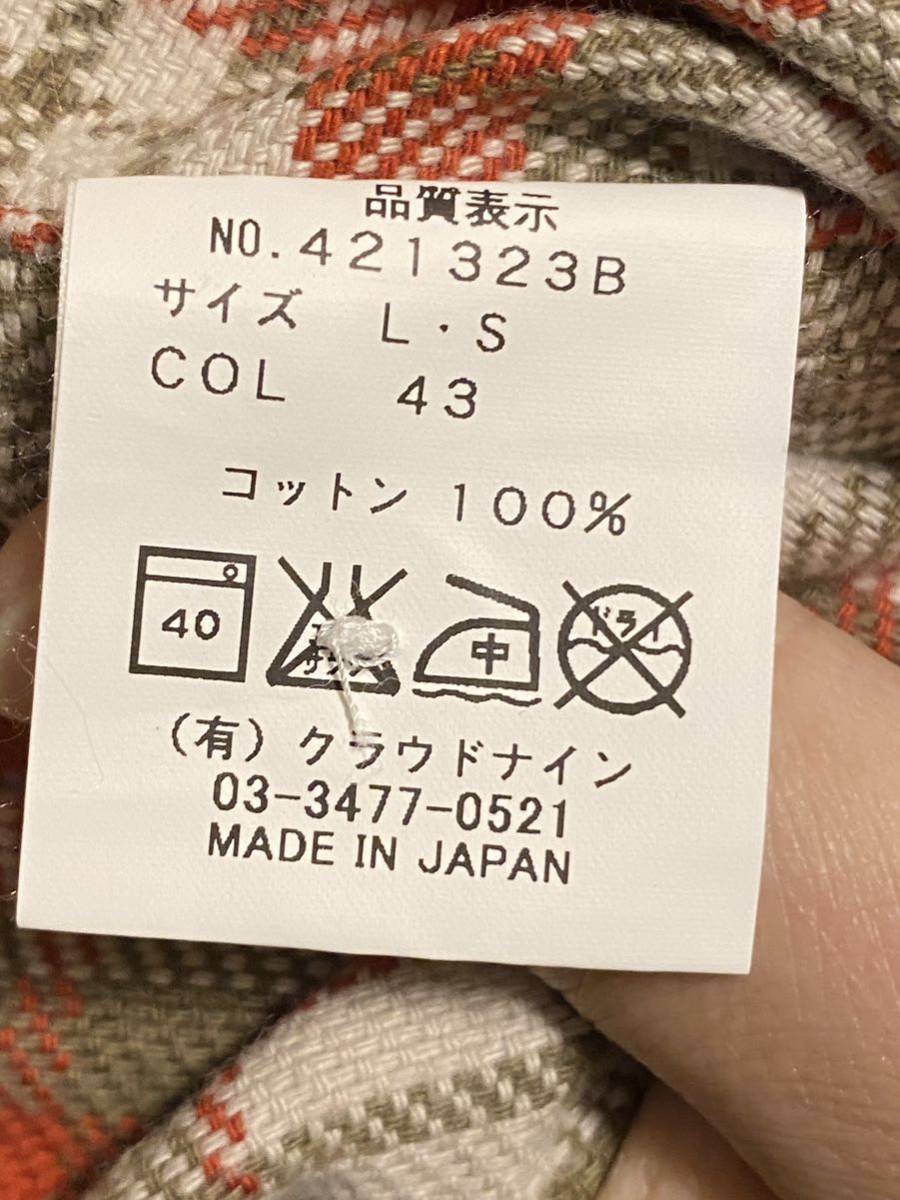 品質表示
NO.421323B
サイズ L・S
COL 43
コットン 100%
40 中 ドライ
(有)クラウドナイン
03-3477-0521
MADE IN JAPAN